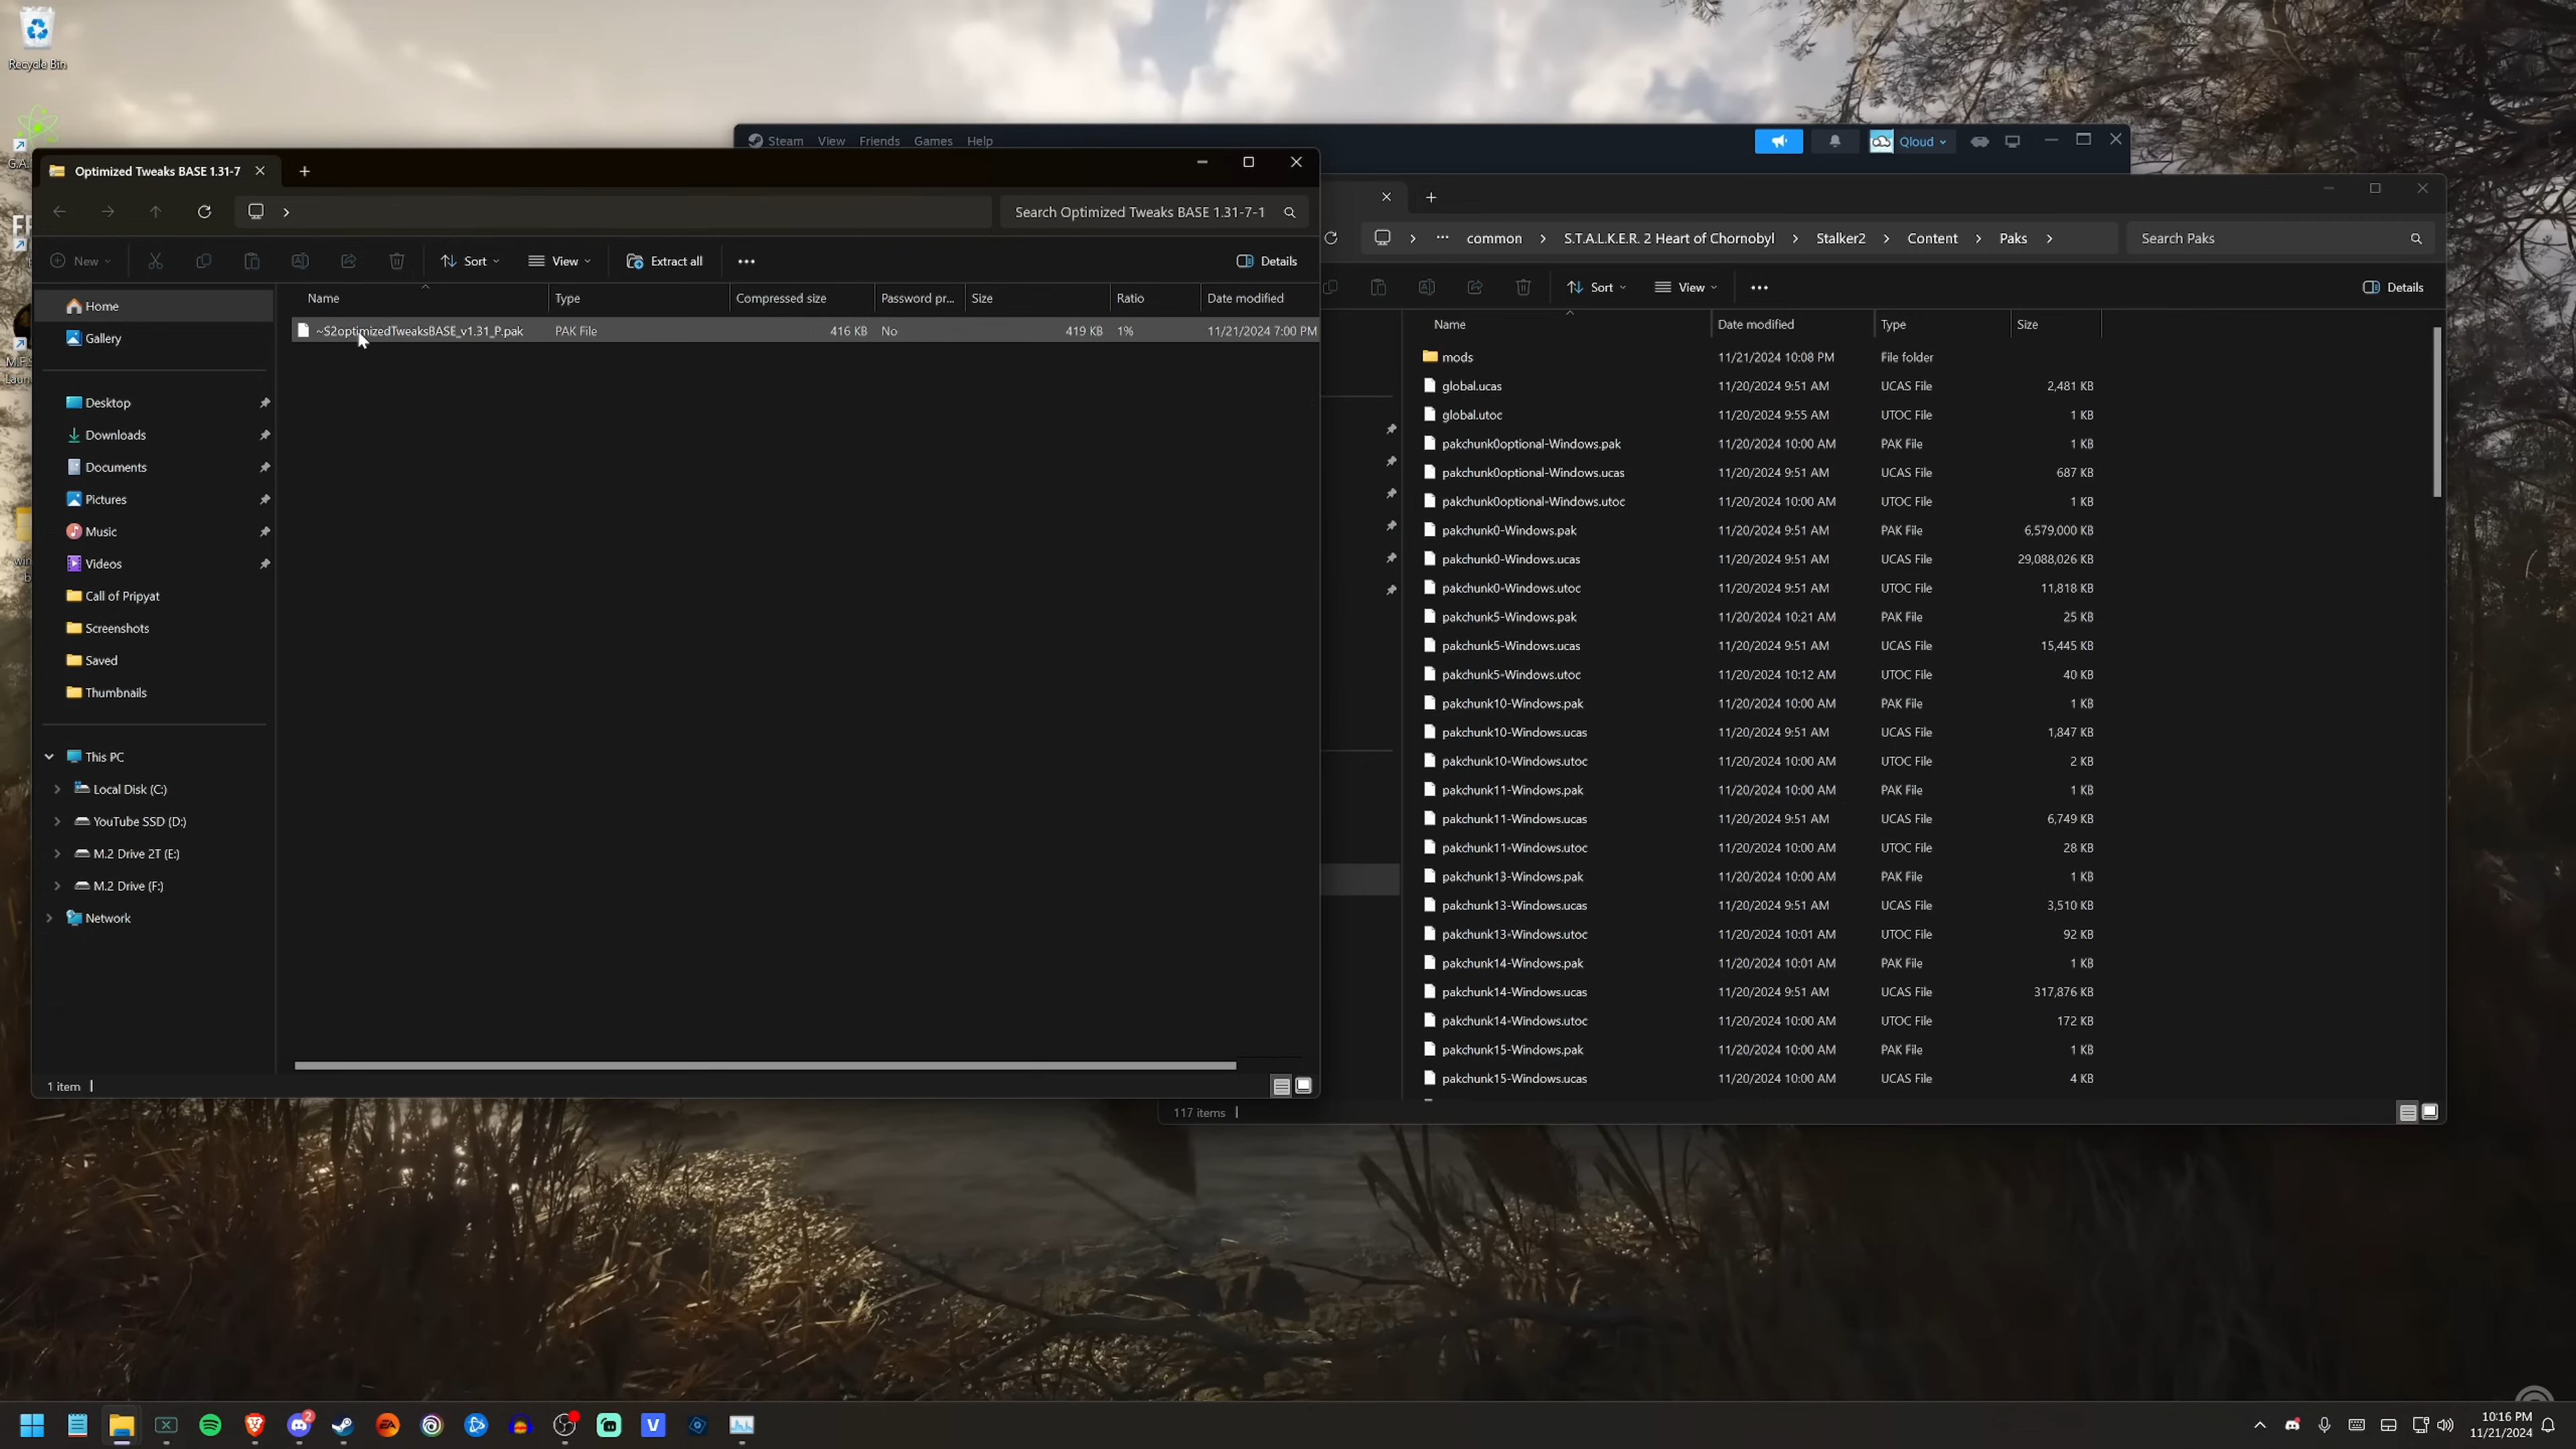 Recycle Bin
Steam View Friends Games Help
Qloud
Optimized Tweaks BASE 1.31-7
Search Optimized Tweaks BASE 1.31-7-1
New
Sort
View
Extract all
Details
Home
Gallery
Desktop
Downloads
Documents
Pictures
Music
Videos
Call of Pripyat
Screenshots
Saved
Thumbnails
This PC
Local Disk (C:)
YouTube SSD (D:)
M.2 Drive 2T (E:)
M.2 Drive (F:)
Network
Name Type Compressed size Password pr... Size Ratio Date modified
~S2optimizedTweaksBASE_v1.31_P.pak PAK File 416 KB No 419 KB 1% 11/21/2024 7:00 PM
1 item
common > S.T.A.L.K.E.R. 2 Heart of Chornobyl > Stalker2 > Content > Paks >
Search Paks
Sort
View
Details
Name Date modified Type Size
mods 11/21/2024 10:08 PM File folder
global.ucas 11/20/2024 9:51 AM UCAS File 2,481 KB
global.utoc 11/20/2024 9:55 AM UTOC File 1 KB
pakchunk0optional-Windows.pak 11/20/2024 10:00 AM PAK File 1 KB
pakchunk0optional-Windows.ucas 11/20/2024 9:51 AM UCAS File 687 KB
pakchunk0optional-Windows.utoc 11/20/2024 10:00 AM UTOC File 1 KB
pakchunk0-Windows.pak 11/20/2024 9:51 AM PAK File 6,579,000 KB
pakchunk0-Windows.ucas 11/20/2024 9:51 AM UCAS File 29,088,026 KB
pakchunk0-Windows.utoc 11/20/2024 9:51 AM UTOC File 11,818 KB
pakchunk5-Windows.pak 11/20/2024 10:21 AM PAK File 25 KB
pakchunk5-Windows.ucas 11/20/2024 9:51 AM UCAS File 15,445 KB
pakchunk5-Windows.utoc 11/20/2024 10:12 AM UTOC File 40 KB
pakchunk10-Windows.pak 11/20/2024 10:00 AM PAK File 1 KB
pakchunk10-Windows.ucas 11/20/2024 9:51 AM UCAS File 1,847 KB
pakchunk10-Windows.utoc 11/20/2024 10:00 AM UTOC File 2 KB
pakchunk11-Windows.pak 11/20/2024 10:00 AM PAK File 1 KB
pakchunk11-Windows.ucas 11/20/2024 9:51 AM UCAS File 6,749 KB
pakchunk11-Windows.utoc 11/20/2024 10:00 AM UTOC File 28 KB
pakchunk13-Windows.pak 11/20/2024 10:00 AM PAK File 1 KB
pakchunk13-Windows.ucas 11/20/2024 9:51 AM UCAS File 3,510 KB
pakchunk13-Windows.utoc 11/20/2024 10:01 AM UTOC File 92 KB
pakchunk14-Windows.pak 11/20/2024 10:01 AM PAK File 1 KB
pakchunk14-Windows.ucas 11/20/2024 9:51 AM UCAS File 317,876 KB
pakchunk14-Windows.utoc 11/20/2024 10:00 AM UTOC File 172 KB
pakchunk15-Windows.pak 11/20/2024 10:00 AM PAK File 1 KB
pakchunk15-Windows.ucas 11/20/2024 10:00 AM UCAS File 4 KB
117 items
10:16 PM
11/21/2024